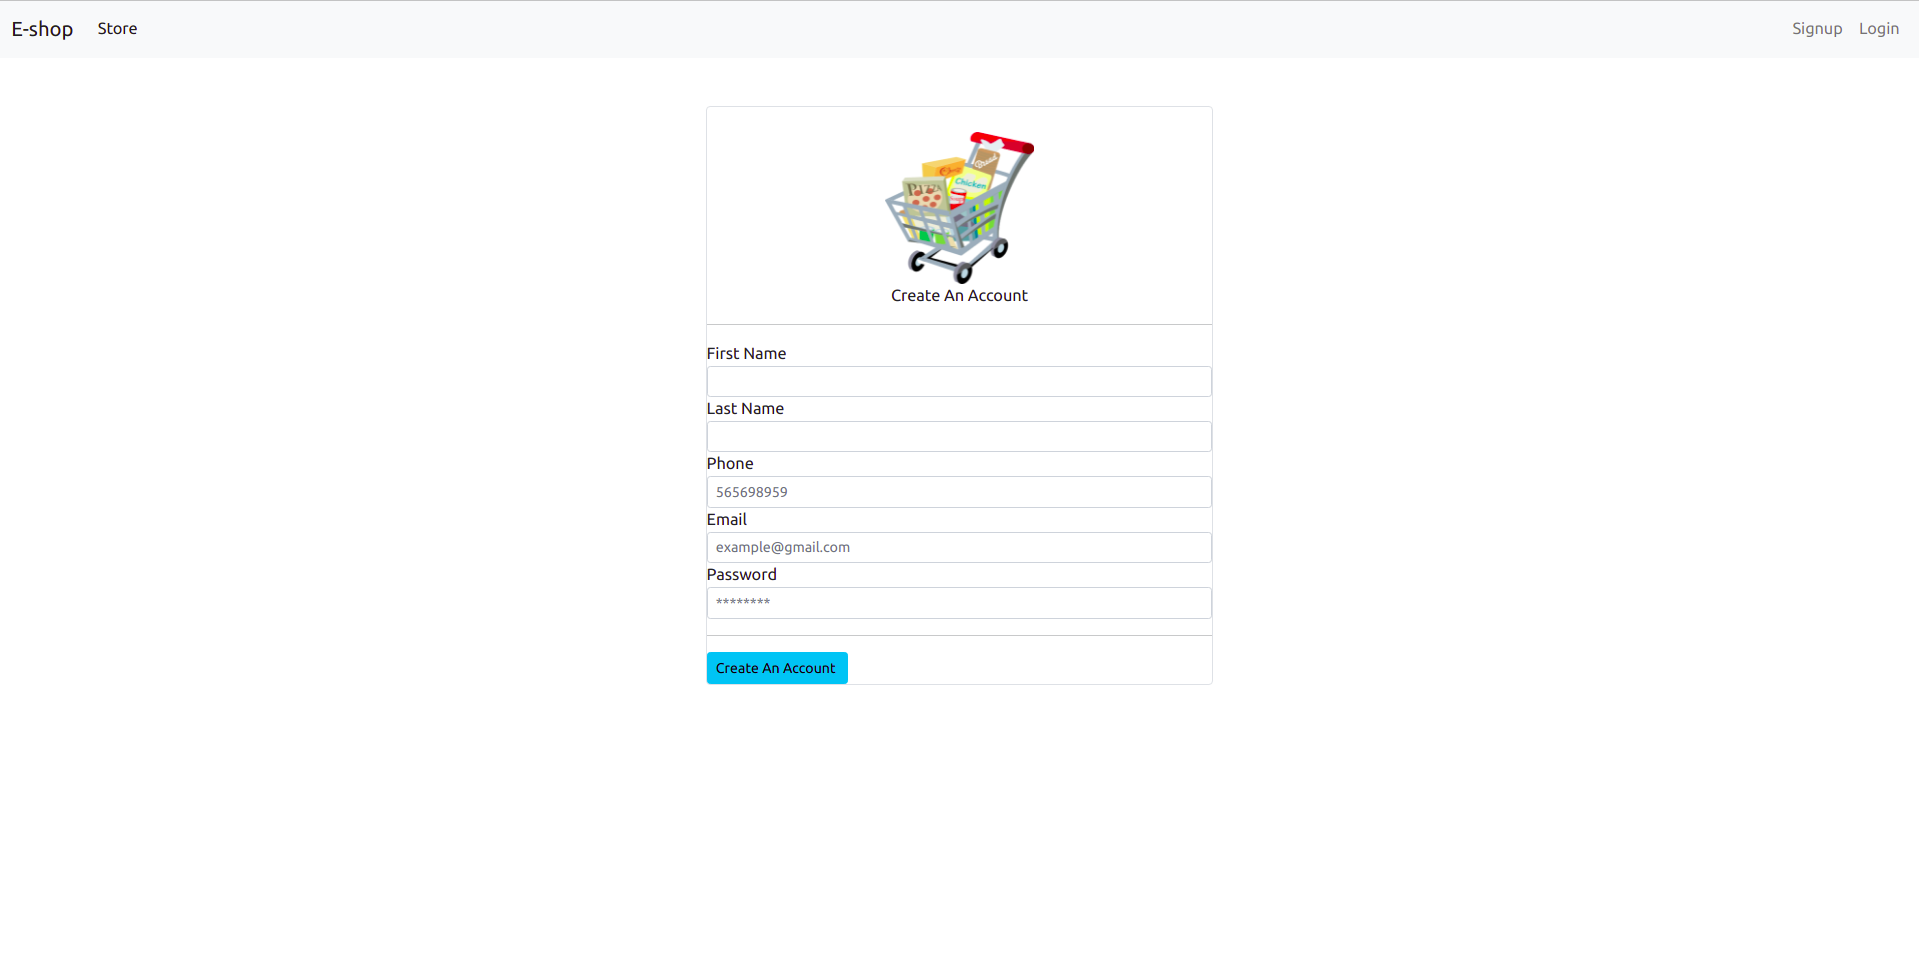 E-shop Store Signup Login
Bread
PIZZA
Chicken
Create An Account
First Name
Last Name
Phone
565698959
Email
example@gmail.com
Password
********
Create An Account